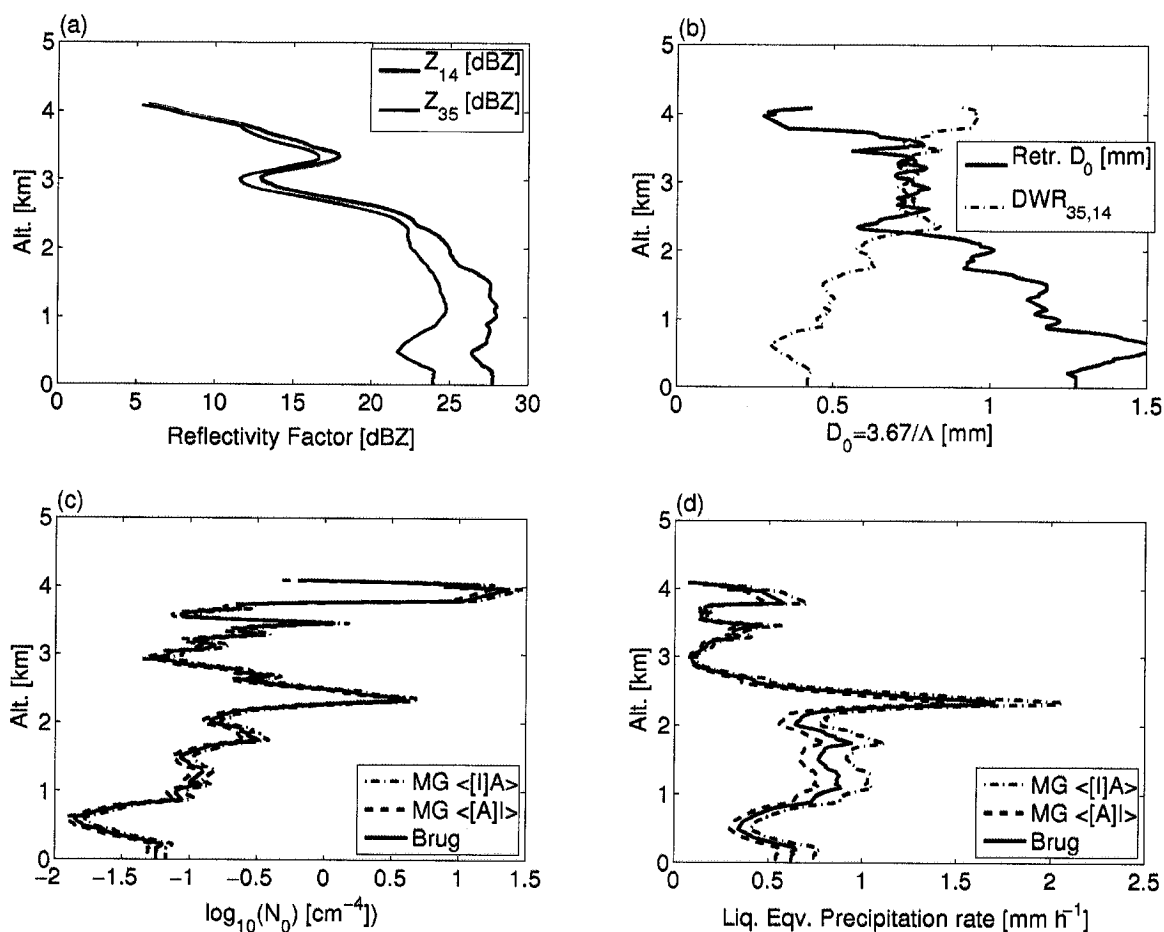 (a)
5
4
3
2
1
0
Alt. [km]
Z14 [dBZ]
Z35 [dBZ]
0 5 10 15 20 25 30
Reflectivity Factor [dBZ]
(b)
5
4
3
2
1
0
Alt. [km]
Retr. D0 [mm]
DWR35,14
0 0.5 1 1.5
D0=3.67/Λ [mm]
(c)
5
4
3
2
1
0
Alt. [km]
MG <[I]A>
MG <[A]I>
Brug
−2 −1.5 −1 −0.5 0 0.5 1 1.5
log10(N0) [cm−4])
(d)
5
4
3
2
1
0
Alt. [km]
MG <[I]A>
MG <[A]I>
Brug
0 0.5 1 1.5 2 2.5
Liq. Eqv. Precipitation rate [mm h−1]